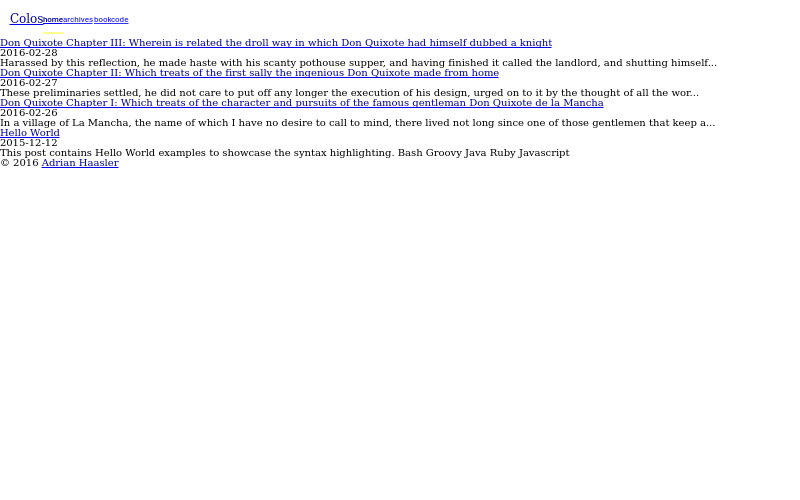 Colos home archives book code
Don Quixote Chapter III: Wherein is related the droll way in which Don Quixote had himself dubbed a knight
2016-02-28
Harassed by this reflection, he made haste with his scanty pothouse supper, and having finished it called the landlord, and shutting himself...
Don Quixote Chapter II: Which treats of the first sally the ingenious Don Quixote made from home
2016-02-27
These preliminaries settled, he did not care to put off any longer the execution of his design, urged on to it by the thought of all the wor...
Don Quixote Chapter I: Which treats of the character and pursuits of the famous gentleman Don Quixote de la Mancha
2016-02-26
In a village of La Mancha, the name of which I have no desire to call to mind, there lived not long since one of those gentlemen that keep a...
Hello World
2015-12-12
This post contains Hello World examples to showcase the syntax highlighting. Bash Groovy Java Ruby Javascript
© 2016 Adrian Haasler